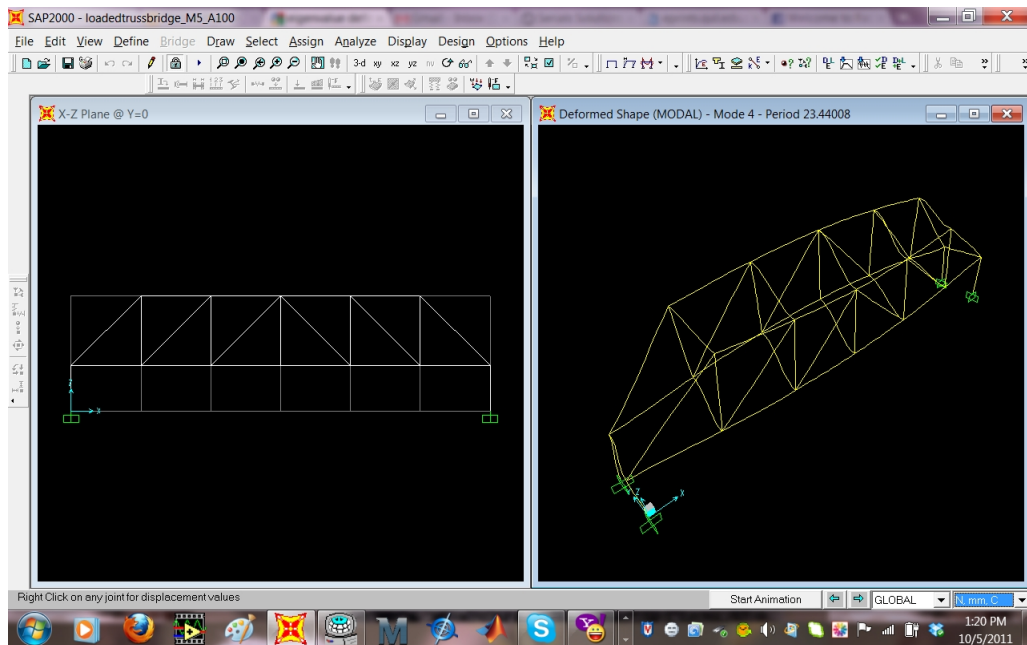 SAP2000 - loadedtrussbridge_M5_A100
File Edit View Define Bridge Draw Select Assign Analyze Display Design Options Help
3-d xy xz yz nv
X-Z Plane @ Y=0
Deformed Shape (MODAL) - Mode 4 - Period 23.44008
Z
X
Z
X
Right Click on any joint for displacement values
Start Animation
GLOBAL
N, mm, C
1:20 PM
10/5/2011